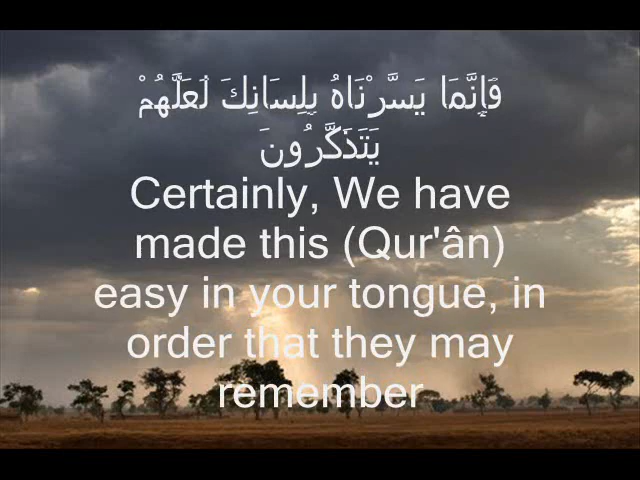 فَإِنَّمَا يَسَّرْنَاهُ بِلِسَانِكَ لَعَلَّهُمْ
يَتَذَكَّرُونَ
Certainly, We have
made this (Qur'ân)
easy in your tongue, in
order that they may
remember